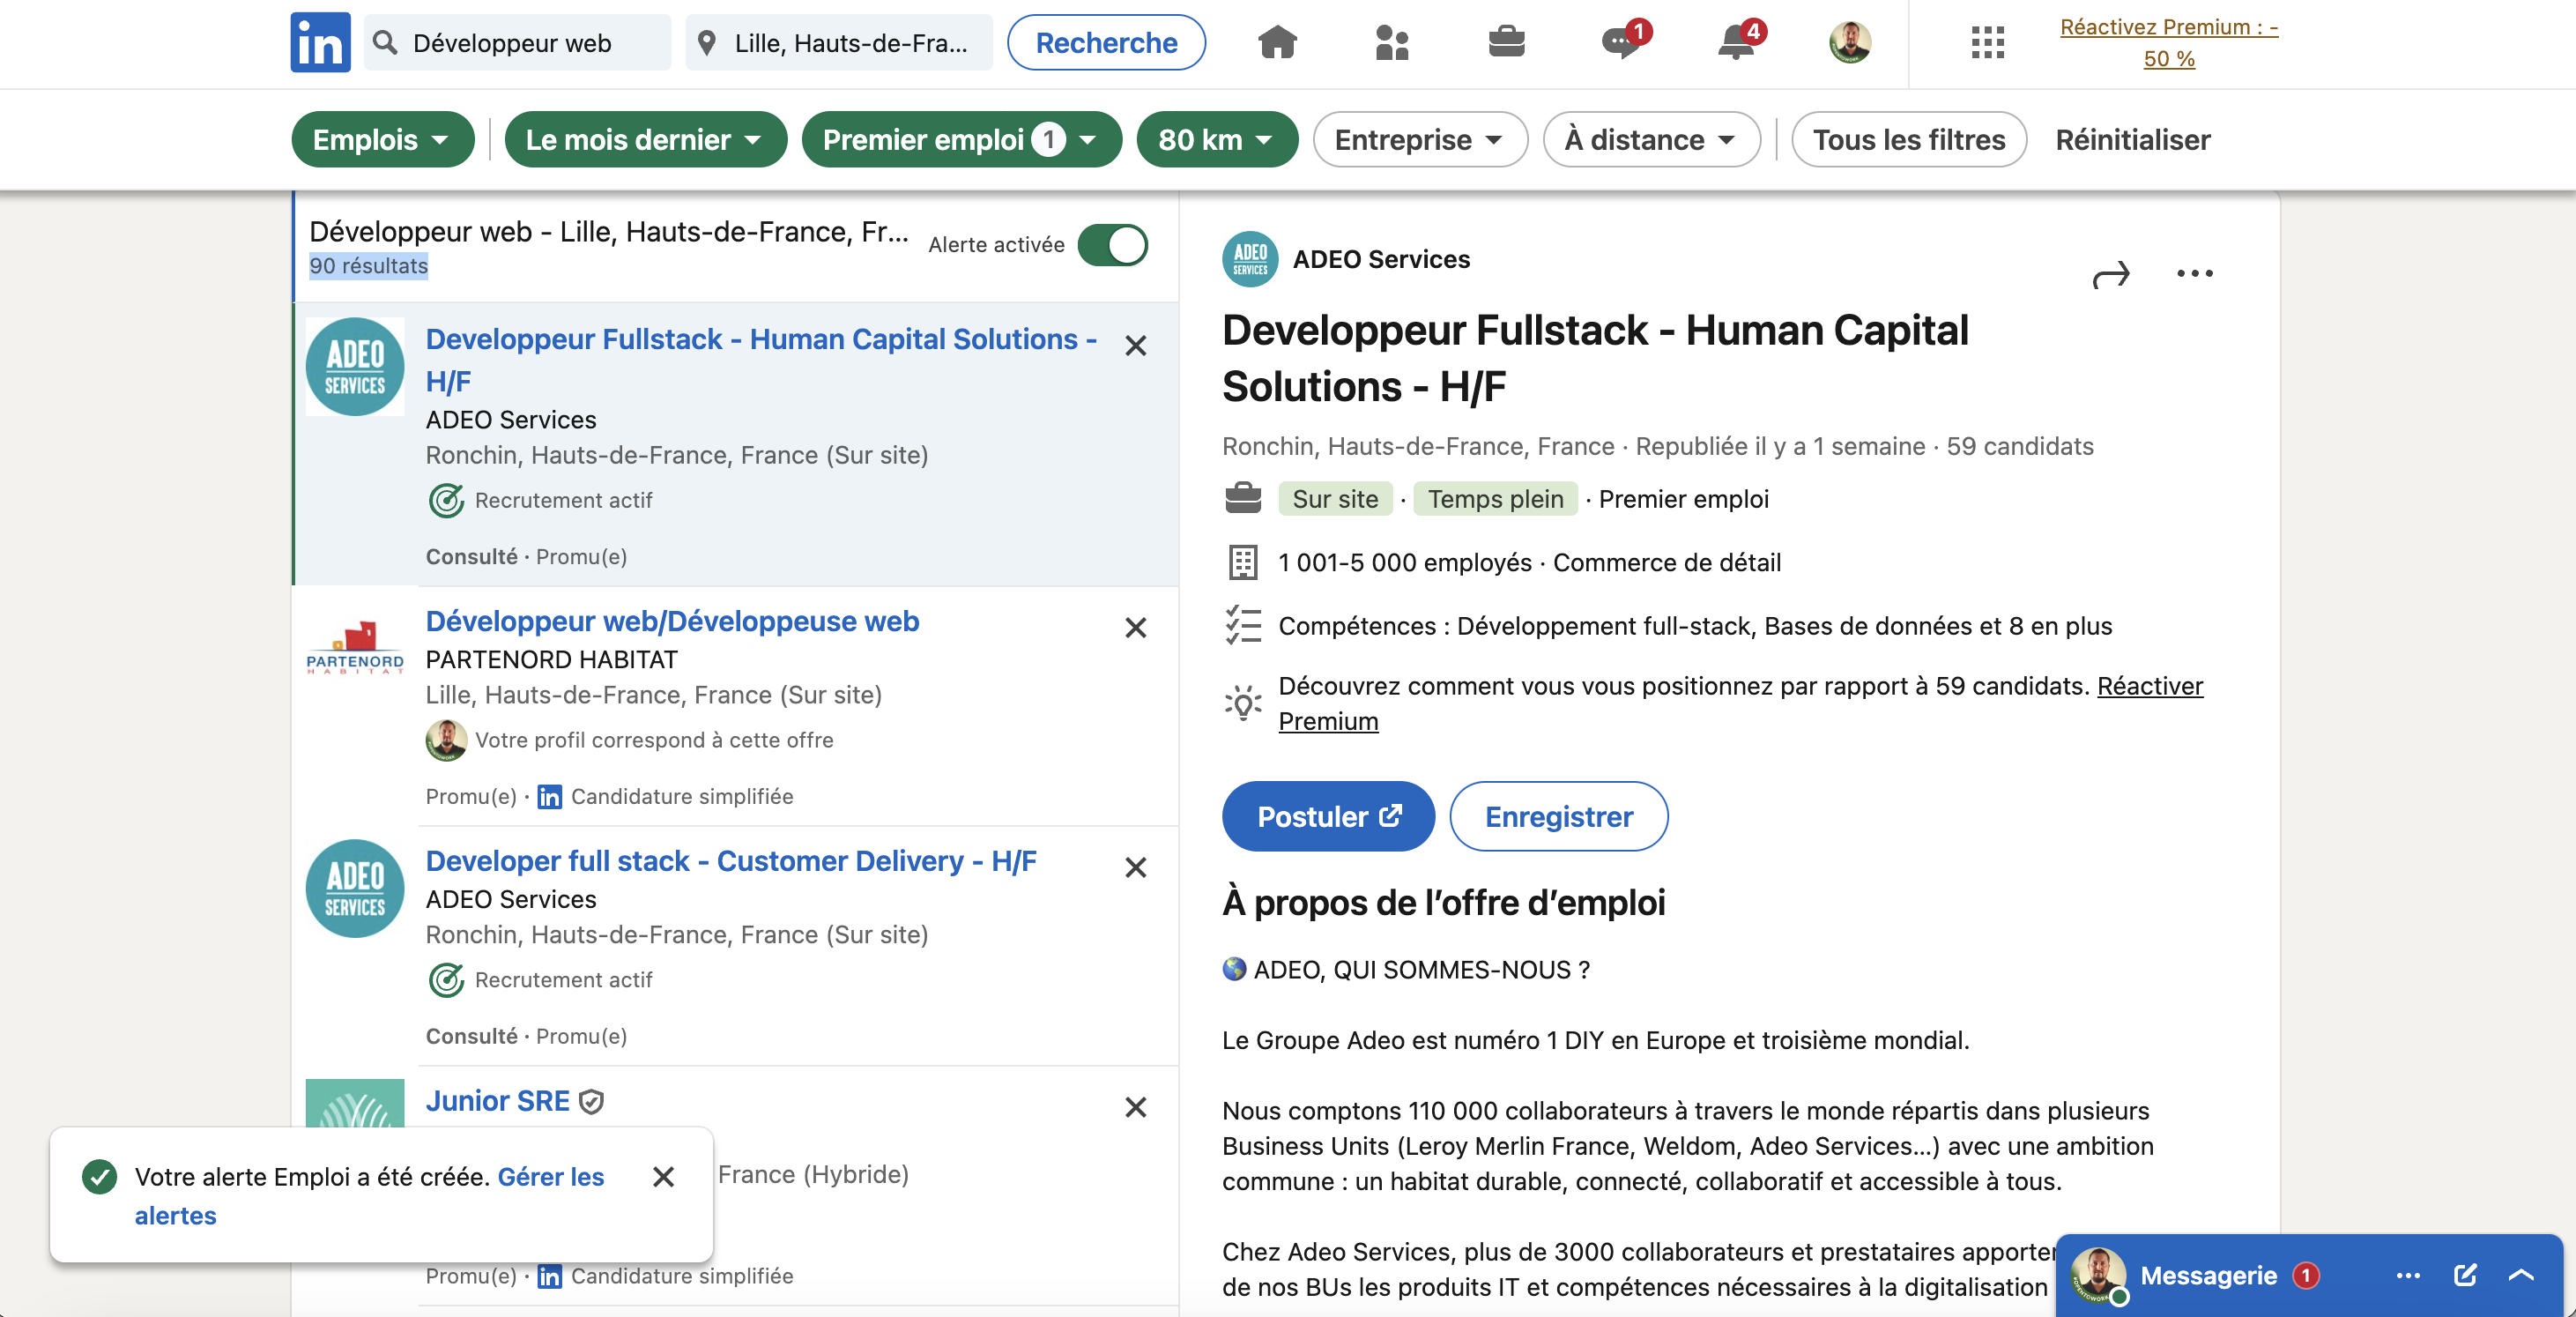 in
Développeur web
Lille, Hauts-de-Fra...
Recherche
1
4
Réactivez Premium : -
50 %
Emplois
Le mois dernier
Premier emploi 1
80 km
Entreprise
À distance
Tous les filtres
Réinitialiser
Développeur web - Lille, Hauts-de-France, Fr...
90 résultats
Alerte activée
ADEO
SERVICES
Developpeur Fullstack - Human Capital Solutions -
H/F
ADEO Services
Ronchin, Hauts-de-France, France (Sur site)
Recrutement actif
Consulté · Promu(e)
PARTENORD
HABITAT
Développeur web/Développeuse web
PARTENORD HABITAT
Lille, Hauts-de-France, France (Sur site)
Votre profil correspond à cette offre
Promu(e) · in Candidature simplifiée
ADEO
SERVICES
Developer full stack - Customer Delivery - H/F
ADEO Services
Ronchin, Hauts-de-France, France (Sur site)
Recrutement actif
Consulté · Promu(e)
Junior SRE
France (Hybride)
Promu(e) · in Candidature simplifiée
Votre alerte Emploi a été créée. Gérer les
alertes
ADEO
SERVICES
ADEO Services
Developpeur Fullstack - Human Capital
Solutions - H/F
Ronchin, Hauts-de-France, France · Republiée il y a 1 semaine · 59 candidats
Sur site · Temps plein · Premier emploi
1 001-5 000 employés · Commerce de détail
Compétences : Développement full-stack, Bases de données et 8 en plus
Découvrez comment vous vous positionnez par rapport à 59 candidats. Réactiver
Premium
Postuler
Enregistrer
À propos de l’offre d’emploi
🌎 ADEO, QUI SOMMES-NOUS ?
Le Groupe Adeo est numéro 1 DIY en Europe et troisième mondial.
Nous comptons 110 000 collaborateurs à travers le monde répartis dans plusieurs
Business Units (Leroy Merlin France, Weldom, Adeo Services...) avec une ambition
commune : un habitat durable, connecté, collaboratif et accessible à tous.
Chez Adeo Services, plus de 3000 collaborateurs et prestataires
de nos BUs les produits IT et compétences nécessaires à la digitalisation
Messagerie 1